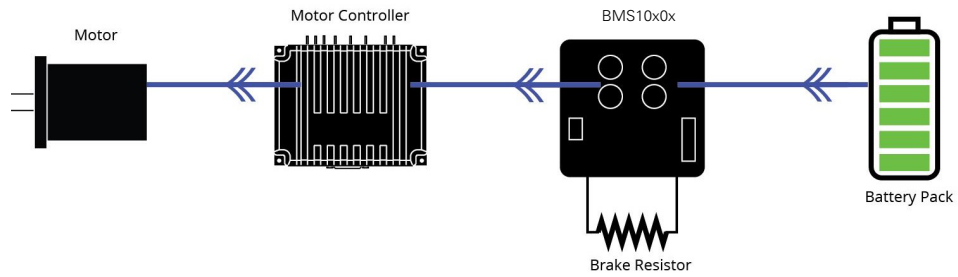 Motor
Motor Controller
BMS10x0x
Battery Pack
Brake Resistor